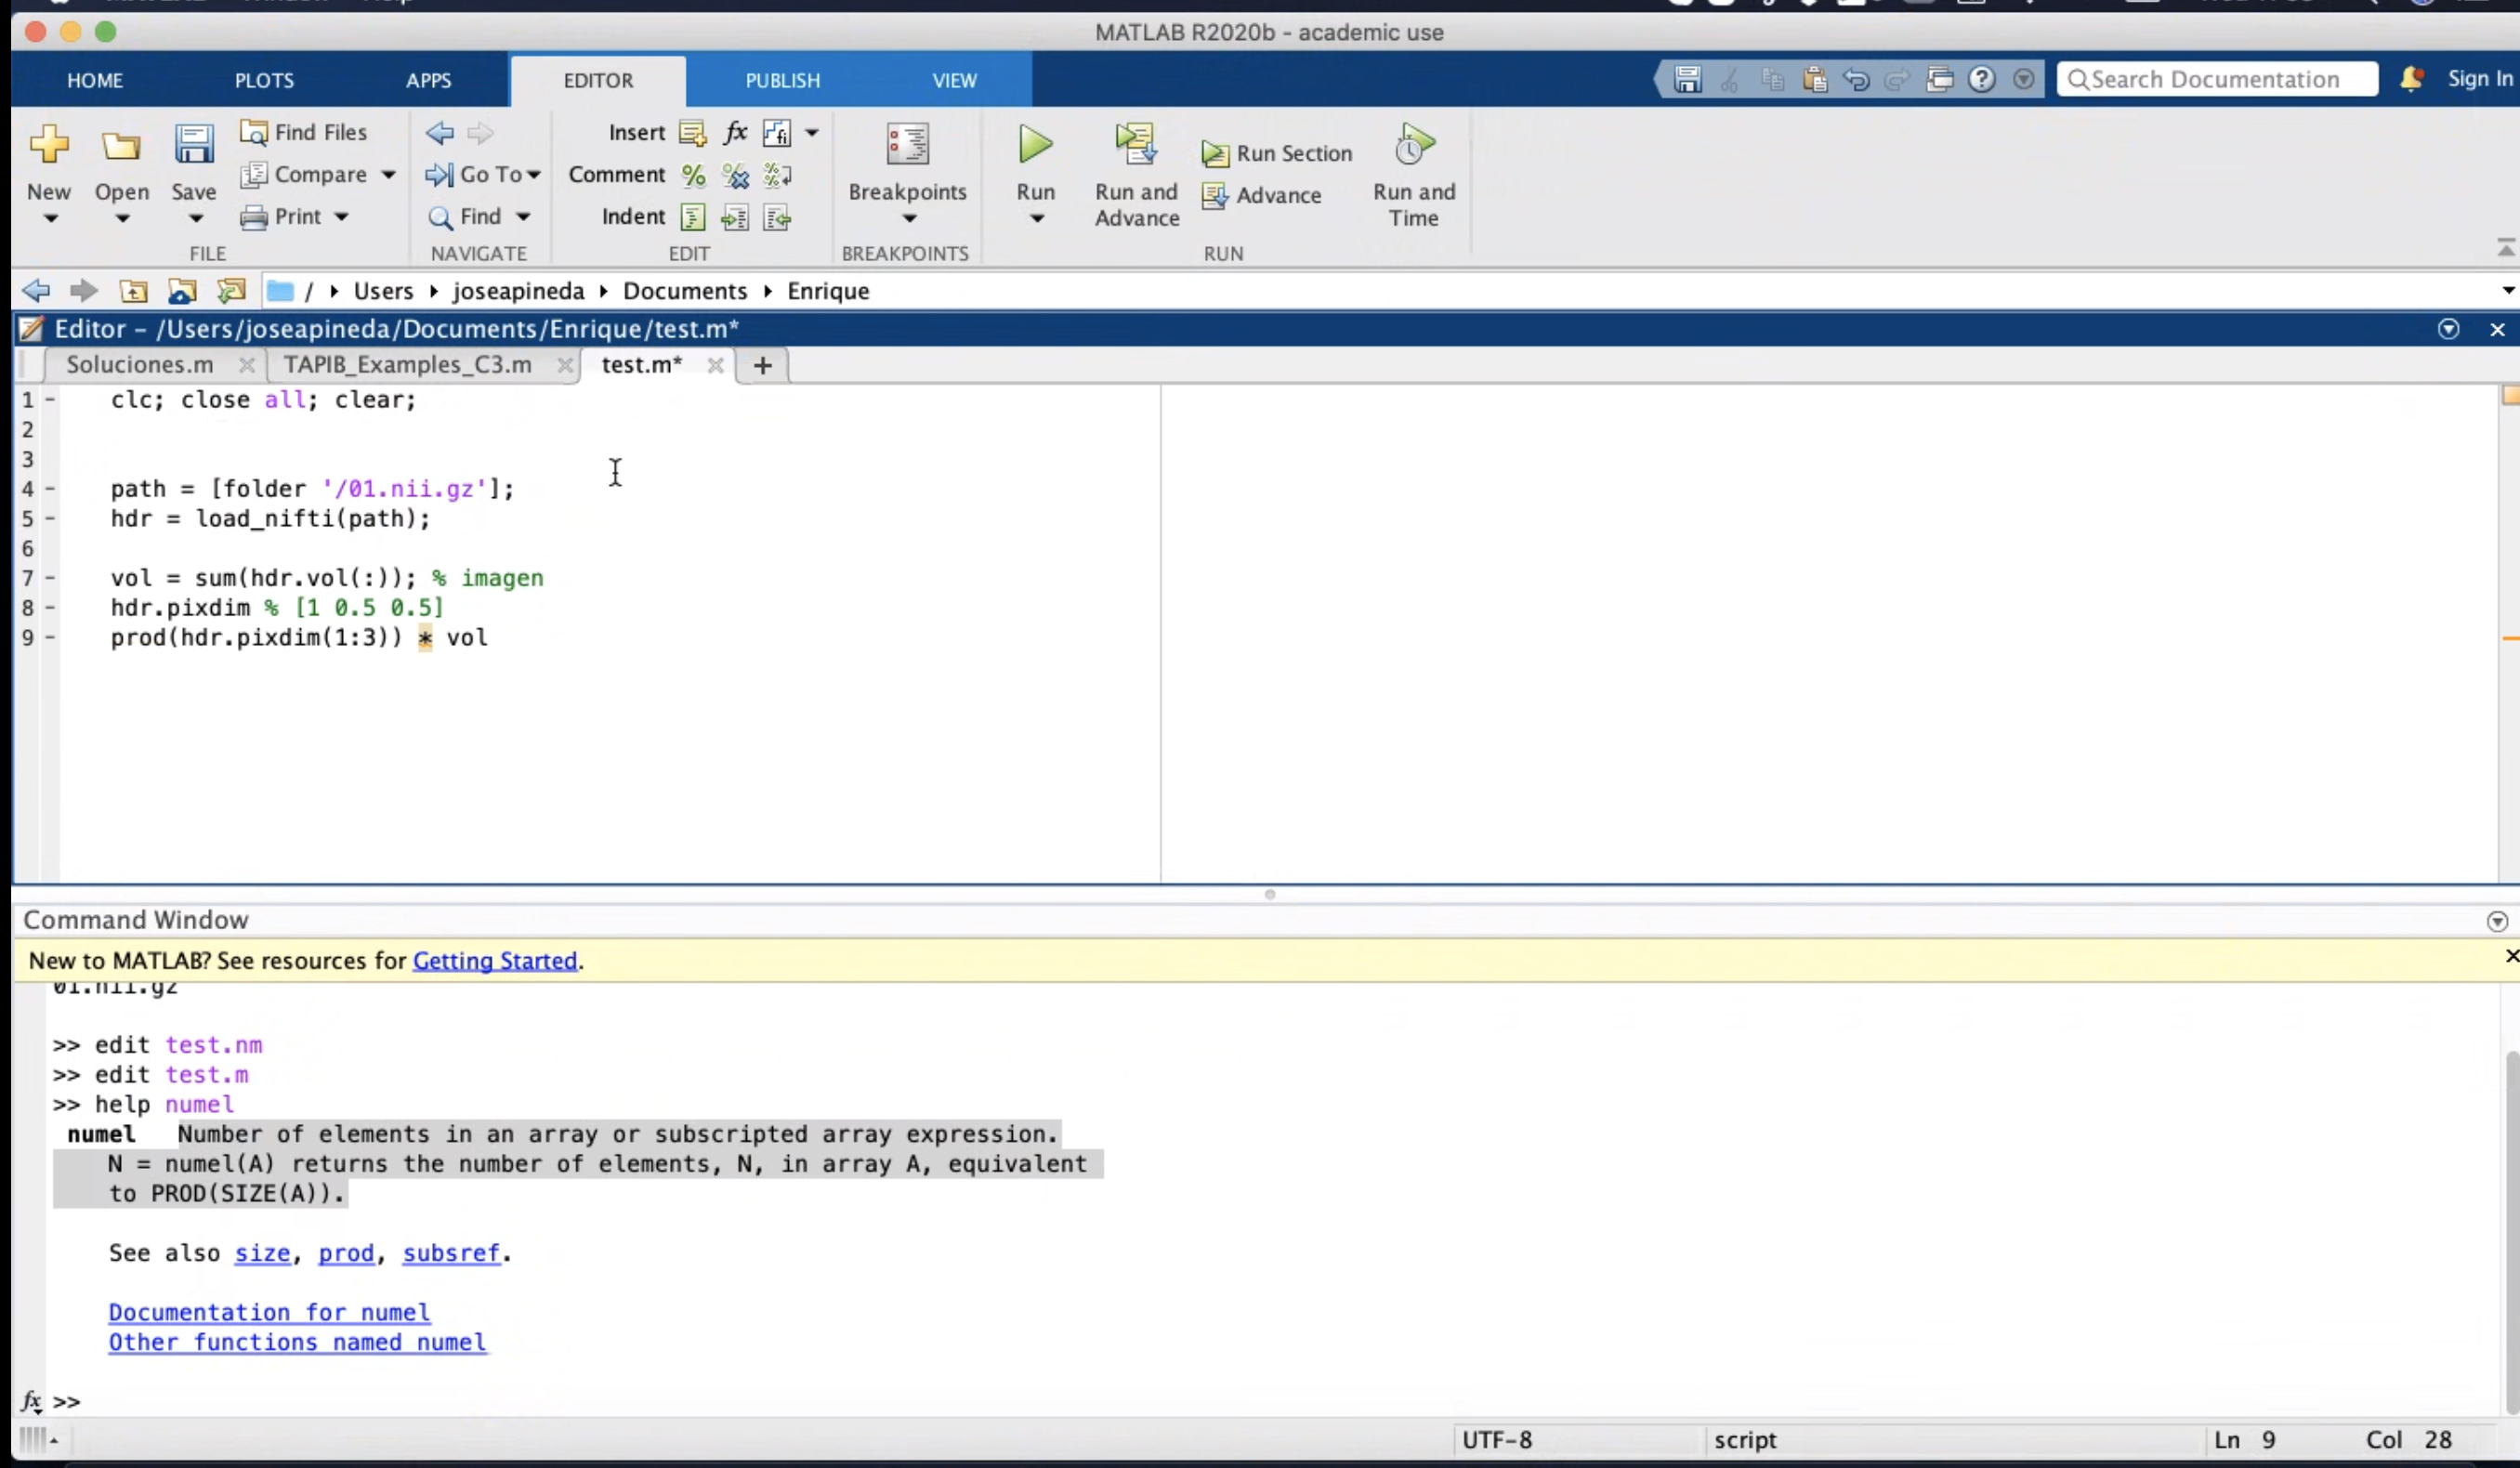 MATLAB R2020b - academic use
HOME PLOTS APPS EDITOR PUBLISH VIEW Search Documentation Sign In
New Open Save Find Files Compare Print
FILE
Go To Find
NAVIGATE
Insert fx fi
Comment % % %
Indent
EDIT
Breakpoints
BREAKPOINTS
Run Run and Advance Run Section Advance Run and Time
RUN
/ Users joseapineda Documents Enrique
Editor - /Users/joseapineda/Documents/Enrique/test.m*
Soluciones.m TAPIB_Examples_C3.m test.m* +
1 - clc; close all; clear;
2
3
4 - path = [folder '/01.nii.gz'];
5 - hdr = load_nifti(path);
6
7 - vol = sum(hdr.vol(:)); % imagen
8 - hdr.pixdim % [1 0.5 0.5]
9 - prod(hdr.pixdim(1:3)) * vol
Command Window
New to MATLAB? See resources for Getting Started.
01.nii.gz
>> edit test.nm
>> edit test.m
>> help numel
numel Number of elements in an array or subscripted array expression.
N = numel(A) returns the number of elements, N, in array A, equivalent
to PROD(SIZE(A)).
See also size, prod, subsref.
Documentation for numel
Other functions named numel
fx >>
UTF-8 script Ln 9 Col 28